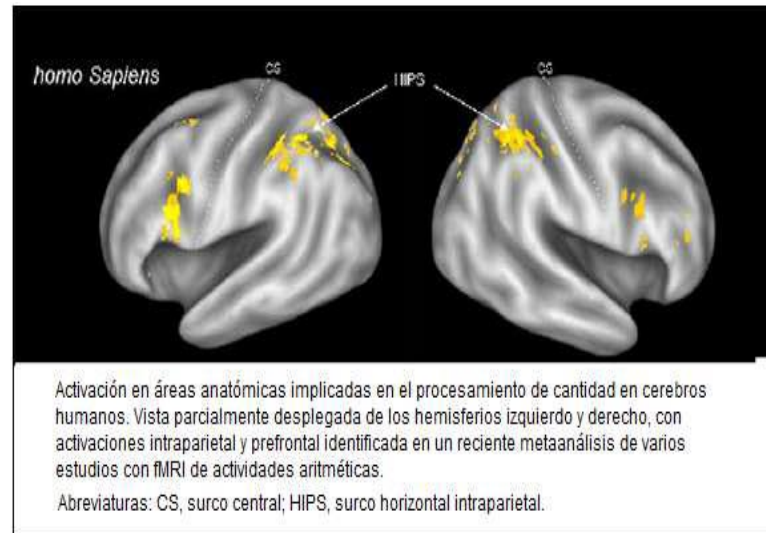 CS
CS
homo Sapiens
HIPS
Activación en áreas anatómicas implicadas en el procesamiento de cantidad en cerebros
humanos. Vista parcialmente desplegada de los hemisferios izquierdo y derecho, con
activaciones intraparietal y prefrontal identificada en un reciente metaanálisis de varios
estudios con fMRI de actividades aritméticas.
Abreviaturas: CS, surco central; HIPS, surco horizontal intraparietal.